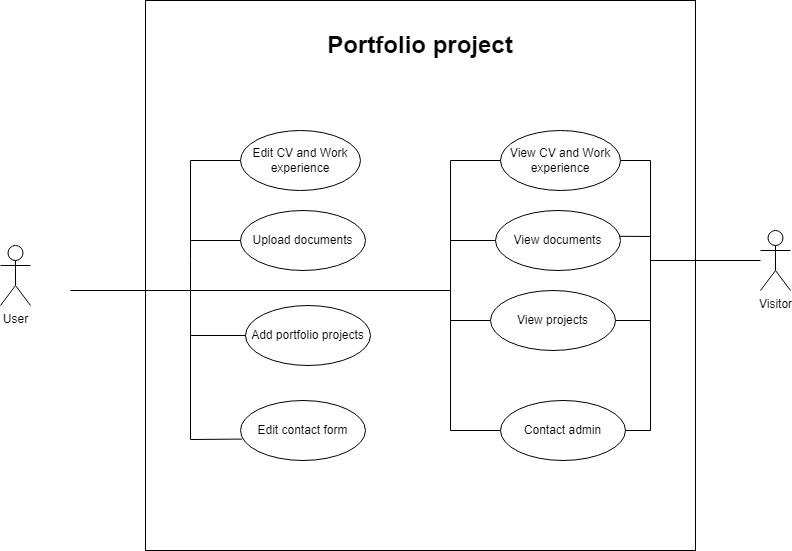 Portfolio project
Edit CV and Work
experience
View CV and Work
experience
Upload documents
View documents
User
Visitor
Add portfolio projects
View projects
Edit contact form
Contact admin